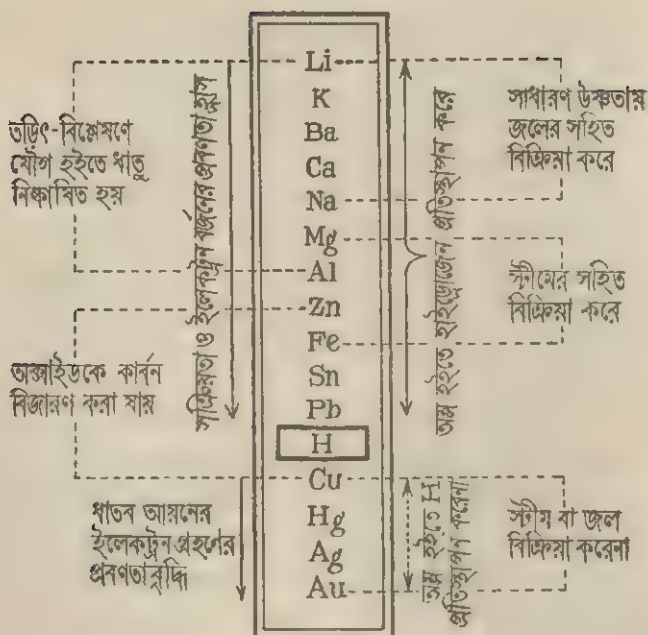 Li
K
Ba
Ca
Na
Mg
Al
Zn
Fe
Sn
Pb
H
Cu
Hg
Ag
Au
তড়িৎ-বিশ্লেষণে
যৌগ হইতে ধাতু
নিষ্কাষিত হয়
অক্সাইডকে কার্বন
বিজারণ করা যায়
সক্রিয়তা ও ইলেকট্রন বর্জনের প্রবণতা হ্রাস
ধাতব আয়নের
ইলেকট্রন গ্রহণের
প্রবণতা বৃদ্ধি
অম্ল হইতে হাইড্রোজেন প্রতিস্থাপন করে
অম্ল হইতে H
প্রতিস্থাপন করেনা
সাধারণ উষ্ণতায়
জলের সহিত
বিক্রিয়া করে
স্টীমের সহিত
বিক্রিয়া করে
স্টীম বা জল
বিক্রিয়া করেনা